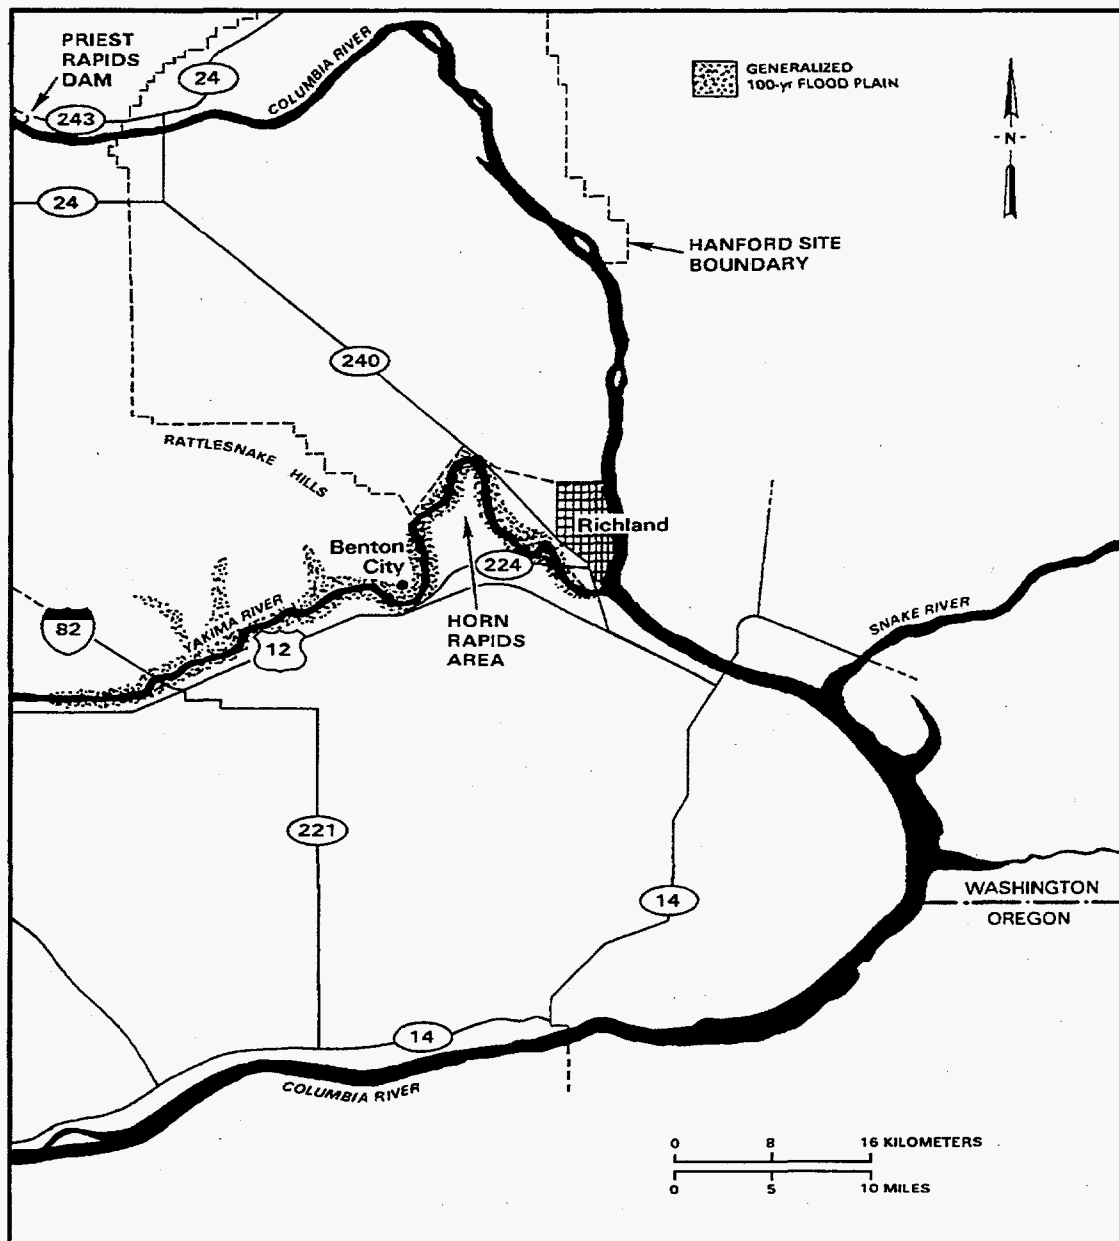 PRIEST
RAPIDS
DAM
24
243
COLUMBIA RIVER
GENERALIZED
100-yr FLOOD PLAIN
-N-
24
HANFORD SITE
BOUNDARY
240
RATTLESNAKE HILLS
Richland
Benton
City
224
YAKIMA RIVER
82
12
HORN
RAPIDS
AREA
SNAKE RIVER
221
14
WASHINGTON
OREGON
14
COLUMBIA RIVER
0 8 16 KILOMETERS
0 5 10 MILES